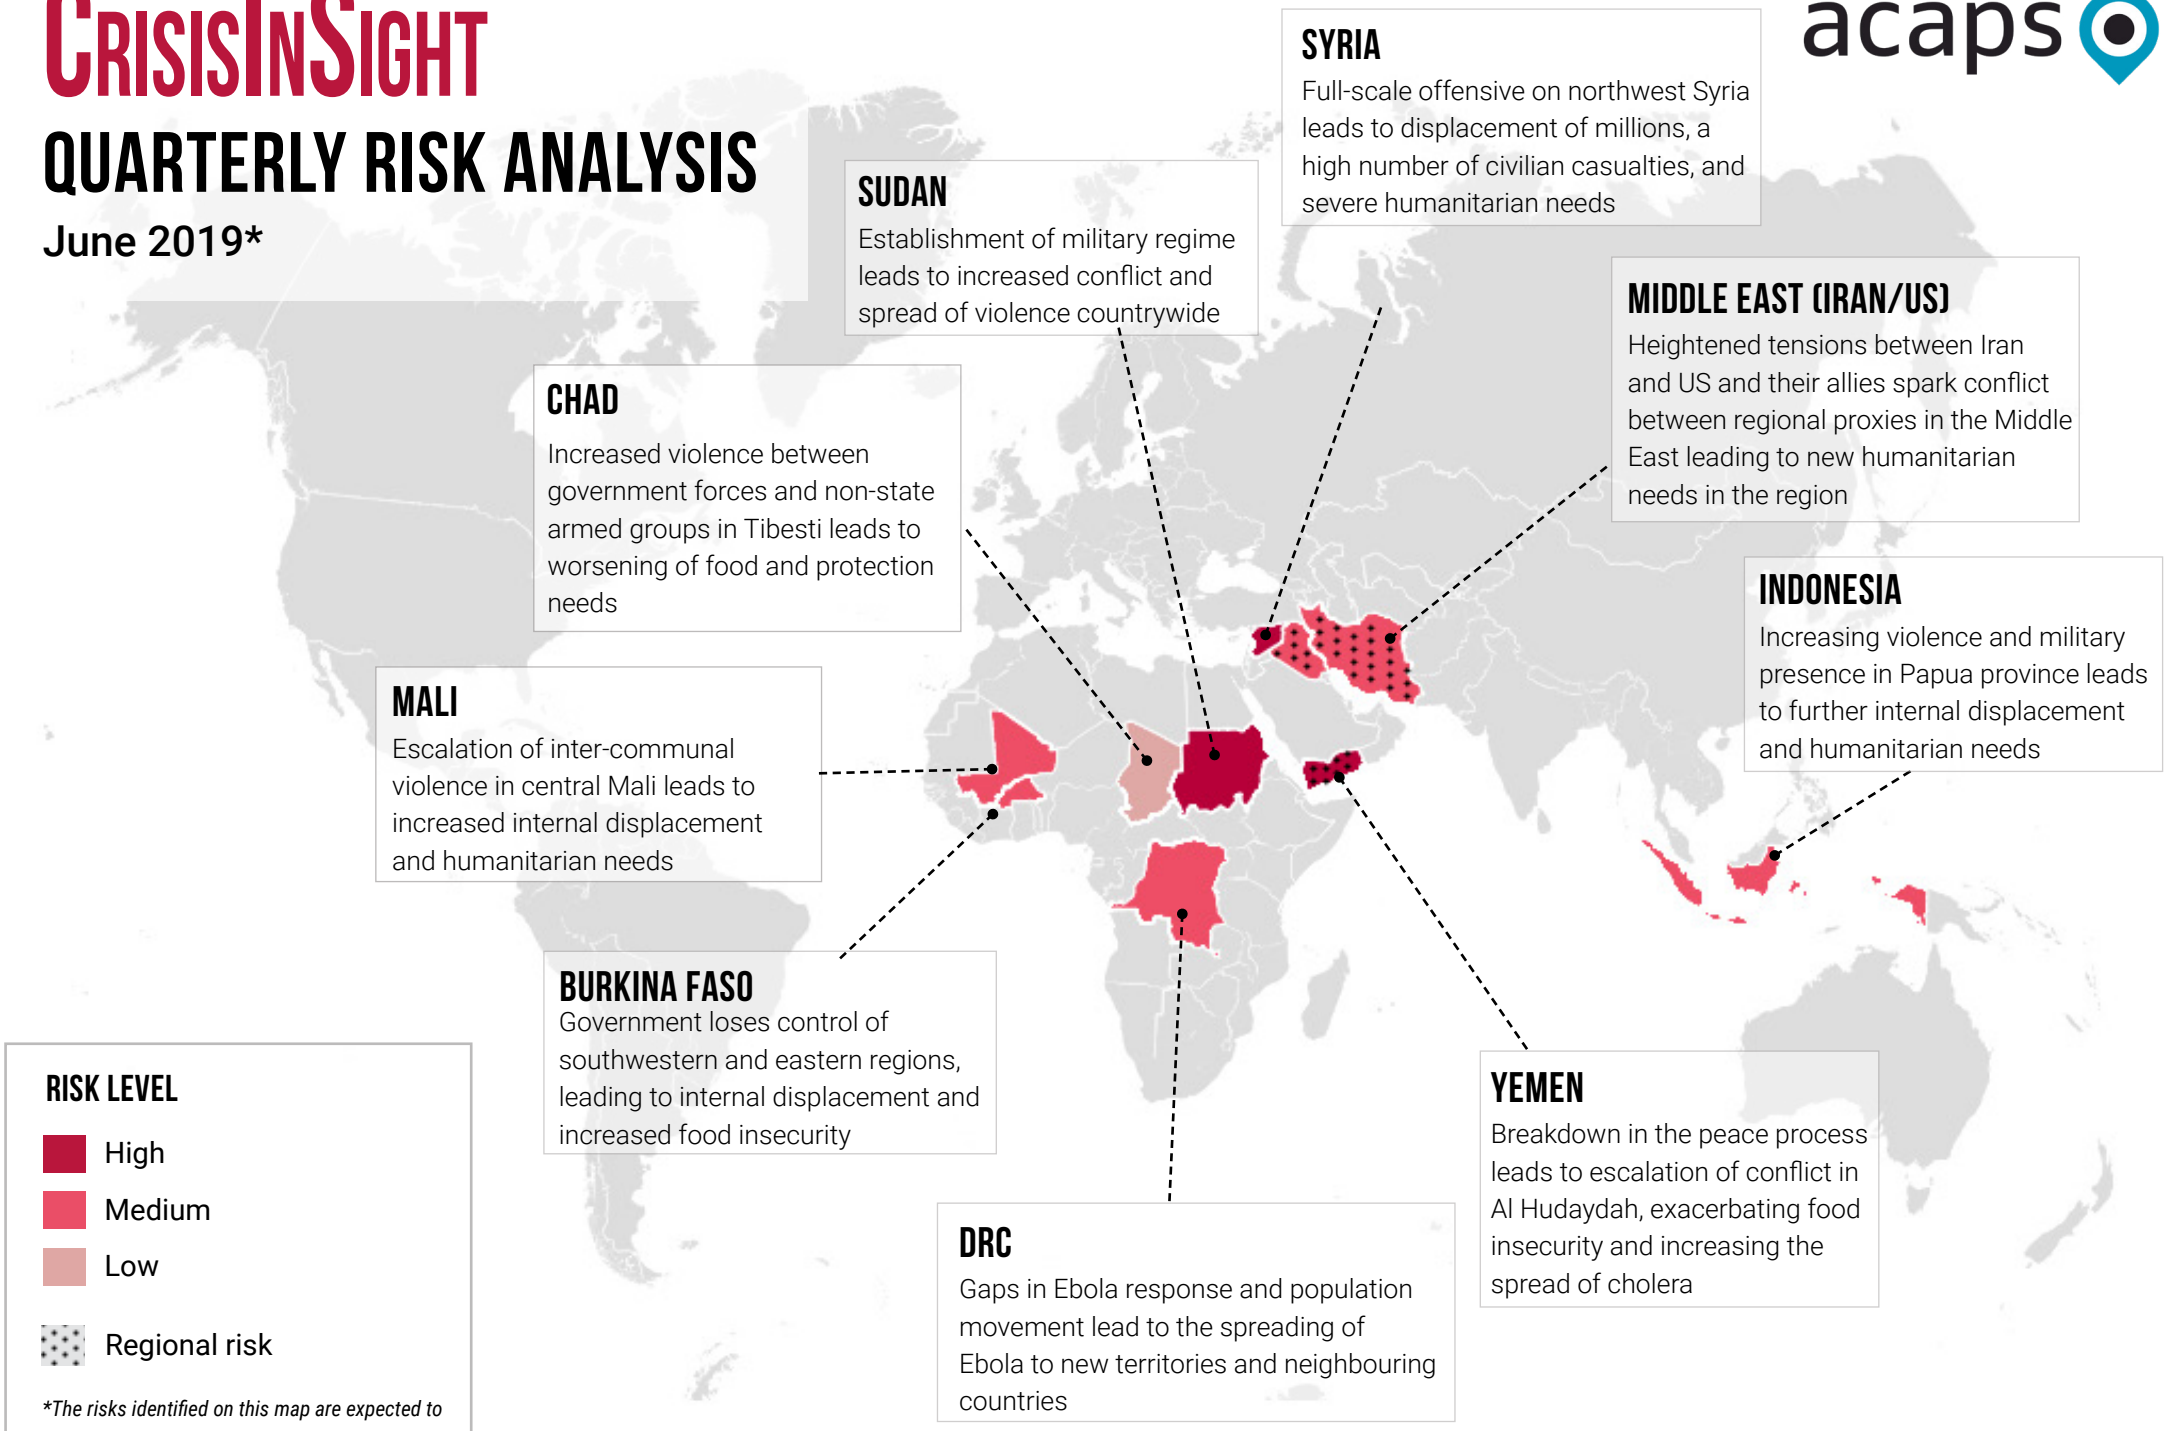 CRISISINSIGHT
QUARTERLY RISK ANALYSIS
June 2019*
acaps
SYRIA
Full-scale offensive on northwest Syria
leads to displacement of millions, a
high number of civilian casualties, and
severe humanitarian needs
SUDAN
Establishment of military regime
leads to increased conflict and
spread of violence countrywide
MIDDLE EAST (IRAN/US)
Heightened tensions between Iran
and US and their allies spark conflict
between regional proxies in the Middle
East leading to new humanitarian
needs in the region
CHAD
Increased violence between
government forces and non-state
armed groups in Tibesti leads to
worsening of food and protection
needs
INDONESIA
Increasing violence and military
presence in Papua province leads
to further internal displacement
and humanitarian needs
MALI
Escalation of inter-communal
violence in central Mali leads to
increased internal displacement
and humanitarian needs
BURKINA FASO
Government loses control of
southwestern and eastern regions,
leading to internal displacement and
increased food insecurity
YEMEN
Breakdown in the peace process
leads to escalation of conflict in
Al Hudaydah, exacerbating food
insecurity and increasing the
spread of cholera
DRC
Gaps in Ebola response and population
movement lead to the spreading of
Ebola to new territories and neighbouring
countries
RISK LEVEL
High
Medium
Low
Regional risk
*The risks identified on this map are expected to